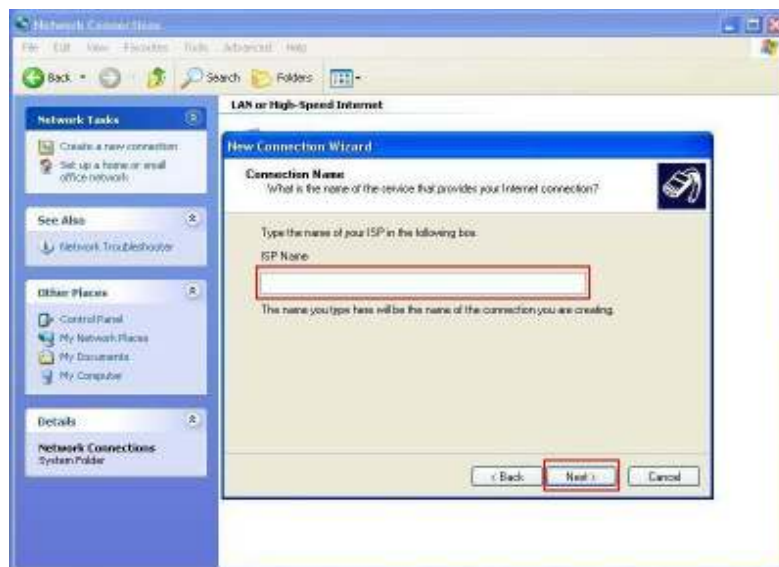 Network Connections
File Edit View Favorites Tools Advanced Help
Back Search Folders
LAN or High-Speed Internet
Network Tasks
Create a new connection
Set up a home or small
office network
See Also
Network Troubleshooter
Other Places
Control Panel
My Network Places
My Documents
My Computer
Details
Network Connections
System Folder
New Connection Wizard
Connection Name
What is the name of the service that provides your Internet connection?
Type the name of your ISP in the following box.
ISP Name
The name you type here will be the name of the connection you are creating.
< Back Next > Cancel